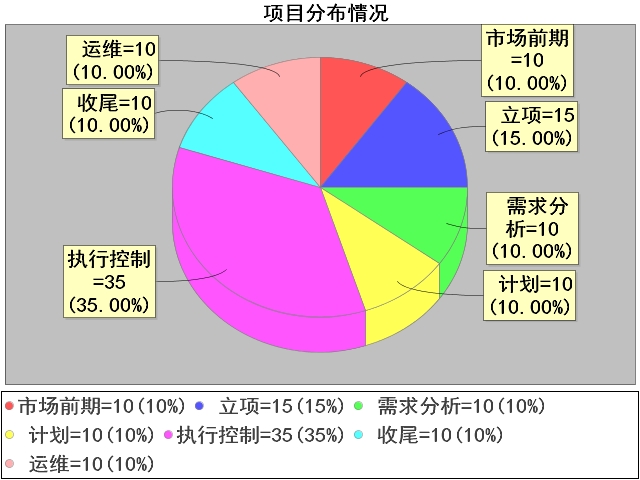 项目分布情况
运维=10
(10.00%)
市场前期
=10
(10.00%)
收尾=10
(10.00%)
立项=15
(15.00%)
需求分
析=10
(10.00%)
执行控制
=35
(35.00%)
计划=10
(10.00%)
市场前期=10(10%) 立项=15(15%) 需求分析=10(10%)
计划=10(10%) 执行控制=35(35%) 收尾=10(10%)
运维=10(10%)